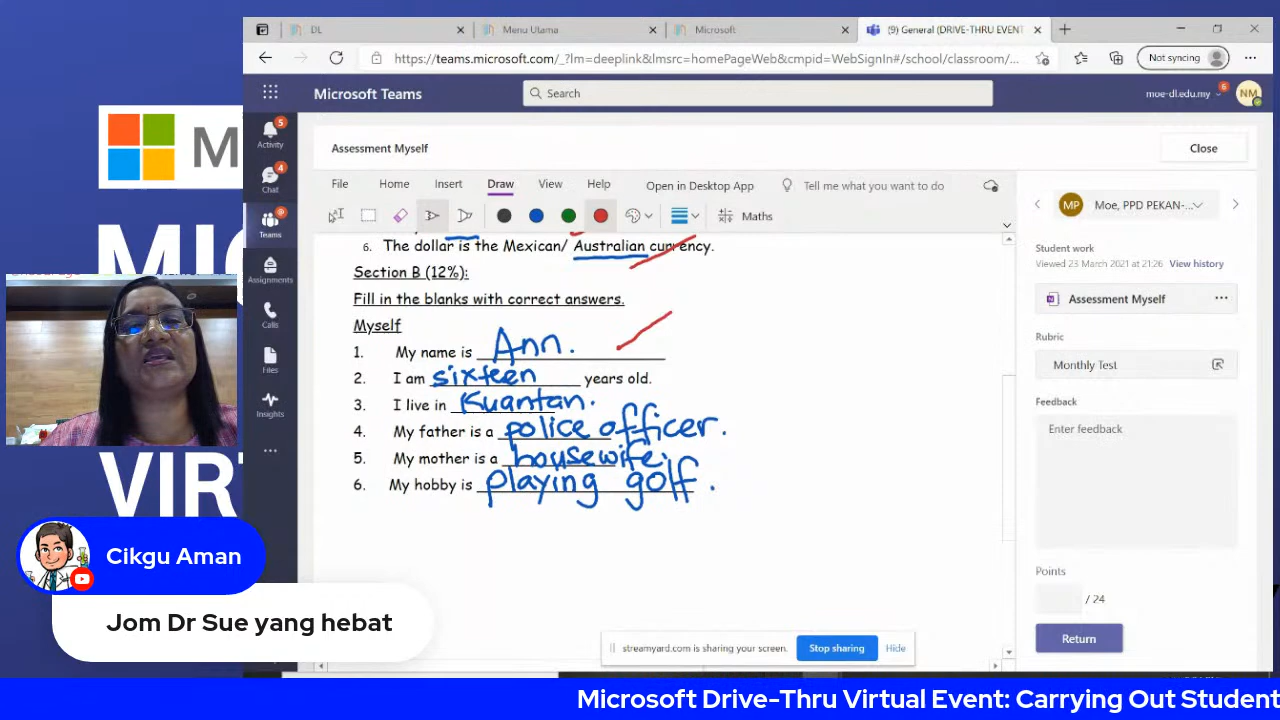 DL
Menu Utama
Microsoft
(9) General (DRIVE-THRU EVENT
https://teams.microsoft.com/_?lm=deeplink&lmsrc=homePageWeb&cmpid=WebSignIn#/school/classroom/...
Not syncing
Microsoft Teams
Search
moe-dl.edu.my
6
NM
M
5
Activity
4
Chat
Teams
Assignments
Calls
Files
Insights
Assessment Myself
Close
File Home Insert Draw View Help Open in Desktop App Tell me what you want to do
Maths
6. The dollar is the Mexican/ Australian currency.
Section B (12%):
Fill in the blanks with correct answers.
Myself
1. My name is Ann.
2. I am sixteen years old.
3. I live in Kuantan.
4. My father is a police officer.
5. My mother is a housewife.
6. My hobby is playing golf.
MP Moe, PPD PEKAN-...
Student work
Viewed 23 March 2021 at 21:26 View history
Assessment Myself
Rubric
Monthly Test
Feedback
Enter feedback
Points
/ 24
Return
streamyard.com is sharing your screen. Stop sharing Hide
VIRT
Cikgu Aman
Jom Dr Sue yang hebat
Microsoft Drive-Thru Virtual Event: Carrying Out Student